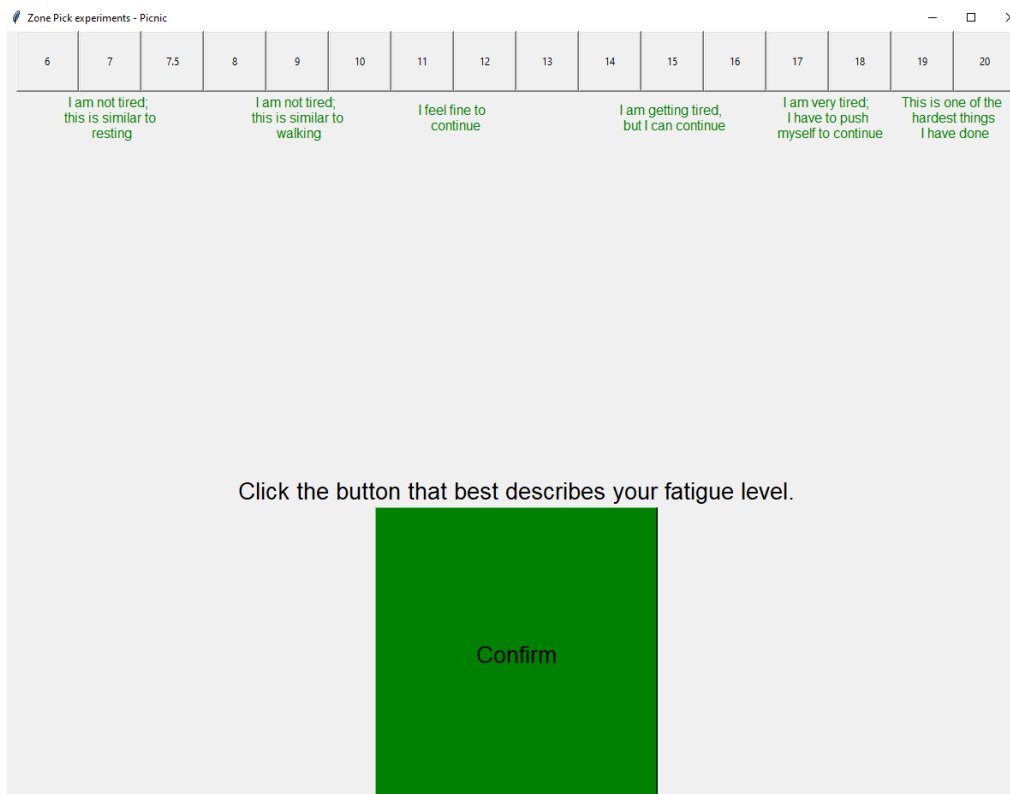 Zone Pick experiments - Picnic
6 7 7.5 8 9 10 11 12 13 14 15 16 17 18 19 20
I am not tired;
this is similar to
resting
I am not tired;
this is similar to
walking
I feel fine to
continue
I am getting tired,
but I can continue
I am very tired;
I have to push
myself to continue
This is one of the
hardest things
I have done
Click the button that best describes your fatigue level.
Confirm